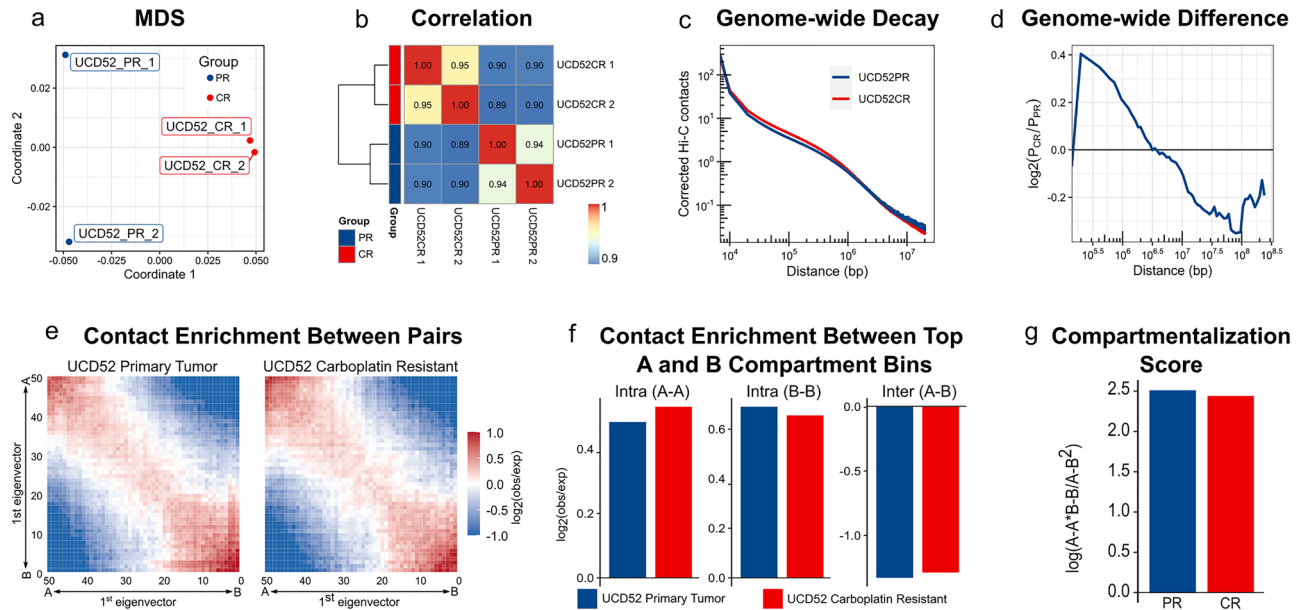 a
MDS
UCD52_PR_1
Group
PR
CR
UCD52_CR_1
UCD52_CR_2
UCD52_PR_2
Coordinate 2
0.02
0.00
-0.02
-0.050
-0.025
0.000
0.025
0.050
Coordinate 1
b
Correlation
1.00 0.95 0.90 0.90 UCD52CR 1
0.95 1.00 0.89 0.90 UCD52CR 2
0.90 0.89 1.00 0.94 UCD52PR 1
0.90 0.90 0.94 1.00 UCD52PR 2
Group
PR
CR
Group
UCD52CR 1
UCD52CR 2
UCD52PR 1
UCD52PR 2
1
0.9
c
Genome-wide Decay
UCD52PR
UCD52CR
Corrected Hi-C contacts
10²
10¹
10⁰
10⁻¹
10⁴ 10⁵ 10⁶ 10⁷
Distance (bp)
d
Genome-wide Difference
log2(P_CR/P_PR)
0.4
0.2
0.0
-0.2
10^5.5 10^6 10^6.5 10^7 10^7.5 10^8 10^8.5
Distance (bp)
e
Contact Enrichment Between Pairs
UCD52 Primary Tumor
UCD52 Carboplatin Resistant
50
40
30
20
10
0
A
B
1st eigenvector
50 40 30 20 10 0
A B
1st eigenvector
50 40 30 20 10 0
A B
1st eigenvector
1.0
0.5
0.0
-0.5
-1.0
log₂(obs/exp)
f
Contact Enrichment Between Top
A and B Compartment Bins
Intra (A-A)
Intra (B-B)
Inter (A-B)
log₂(obs/exp)
0.4
0.2
0.0
0.6
0.4
0.2
0.0
0.0
-0.5
-1.0
UCD52 Primary Tumor
UCD52 Carboplatin Resistant
g
Compartmentalization
Score
log(A-A*B-B/A-B²)
2.5
2.0
1.5
1.0
0.5
0.0
PR CR